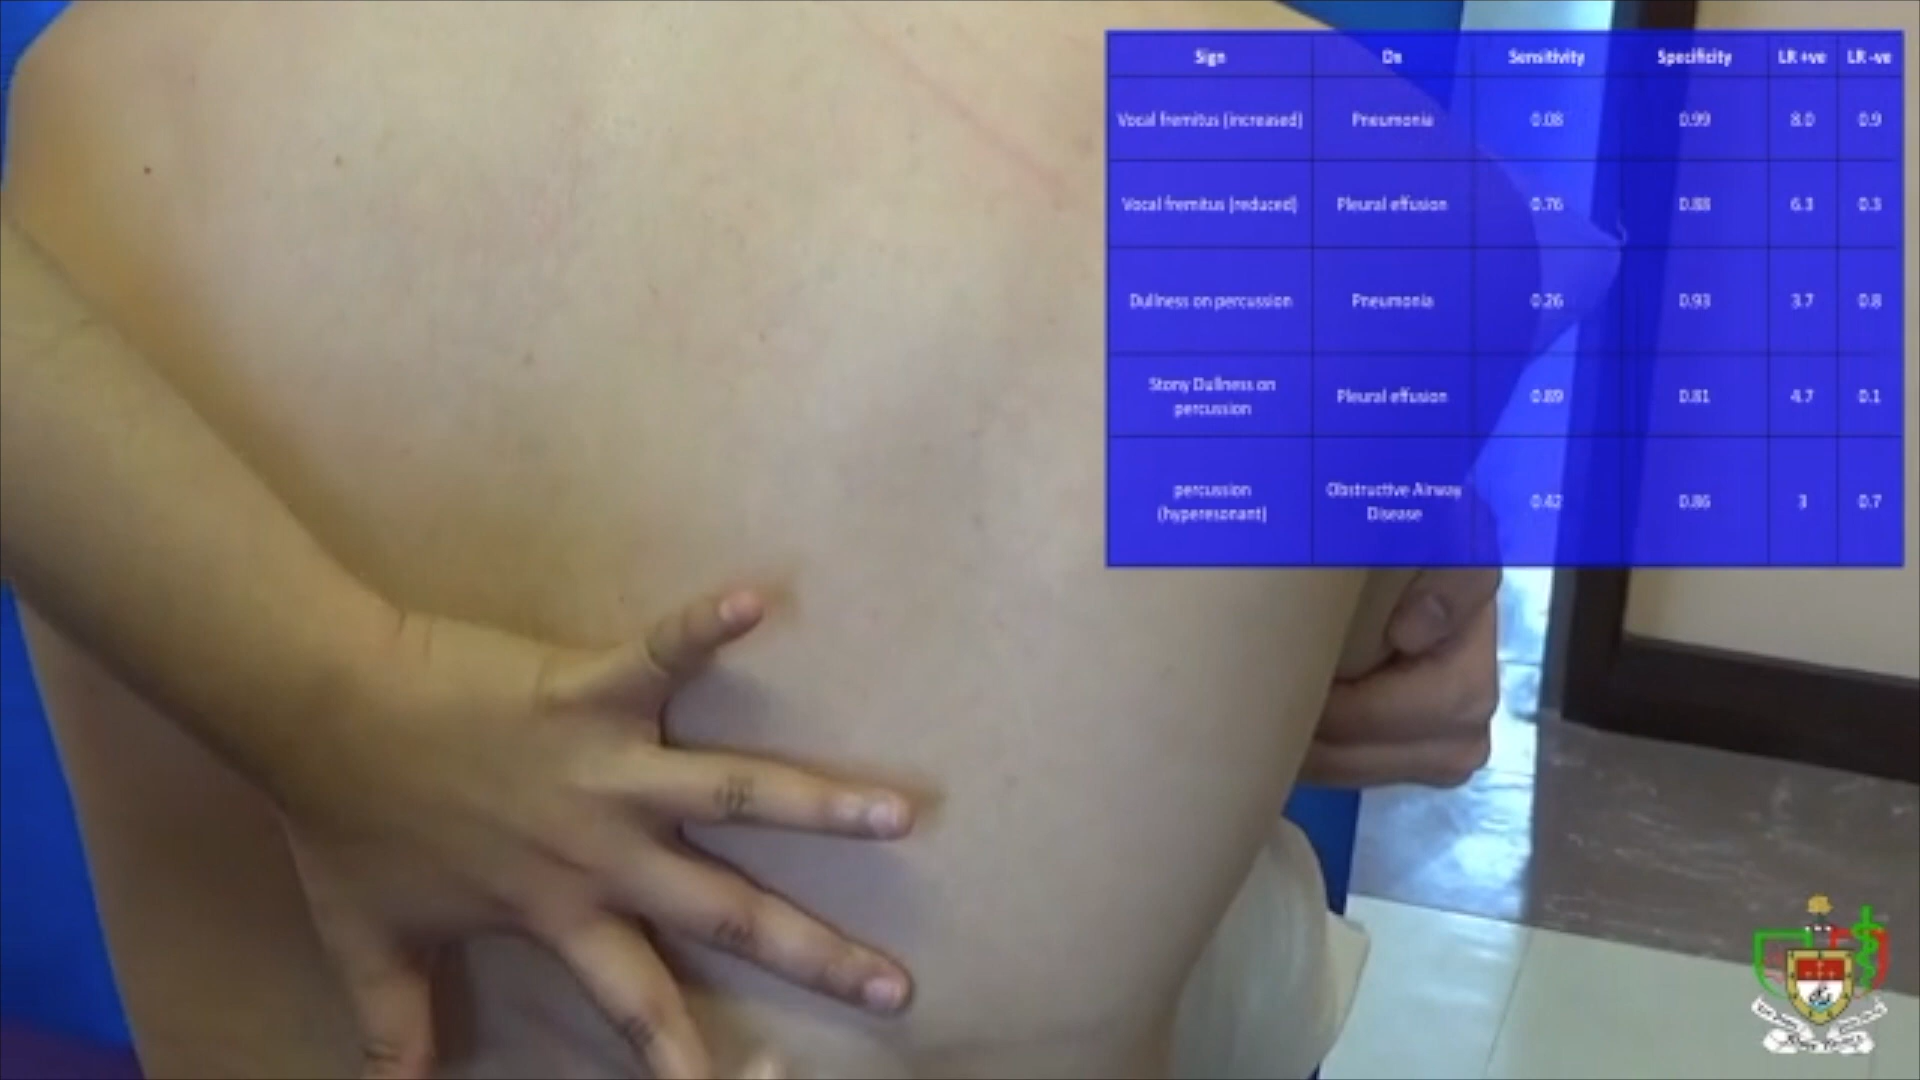 Sign Dn Sensitivity Specificity LR +ve LR -ve
Vocal fremitus (increased) Pneumonia 0.08 0.99 8.0 0.9
Vocal fremitus (reduced) Pleural effusion 0.76 0.88 6.3 0.3
Dullness on percussion Pneumonia 0.26 0.93 3.7 0.8
Stony Dullness on
percussion Pleural effusion 0.89 0.81 4.7 0.1
percussion
(hyperesonant) Obstructive Airway
Disease 0.42 0.86 3 0.7